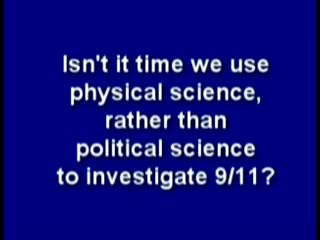 Isn't it time we use
physical science,
rather than
political science
to investigate 9/11?